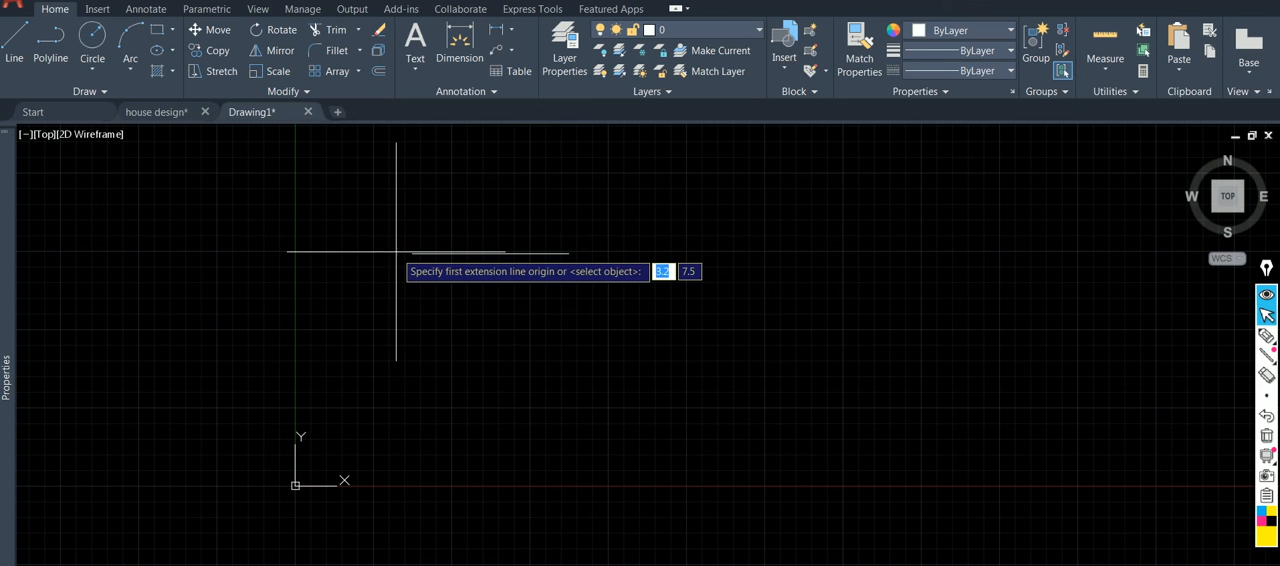 Home Insert Annotate Parametric View Manage Output Add-ins Collaborate Express Tools Featured Apps
Line Polyline Circle Arc
Move Rotate Trim
Copy Mirror Fillet
Stretch Scale Array
Text Dimension Table
Layer Properties
0
Make Current
Match Layer
Insert
Match Properties
ByLayer
ByLayer
ByLayer
Group Measure Paste Base
Draw Modify Annotation Layers Block Properties Groups Utilities Clipboard View
Start house design* Drawing1*
[−][Top][2D Wireframe]
N
W TOP E
S
WCS
Specify first extension line origin or <select object>: 3.2 7.5
Properties
Y
X